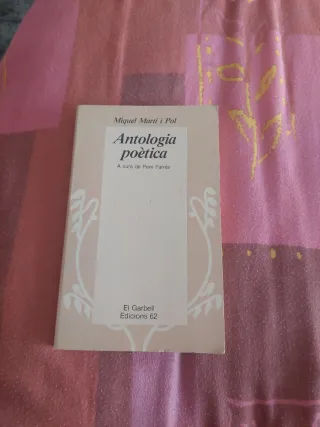 Miquel Martí i Pol
Antologia
poètica
A cura de Pere Farrés
El Garbell
Edicions 62